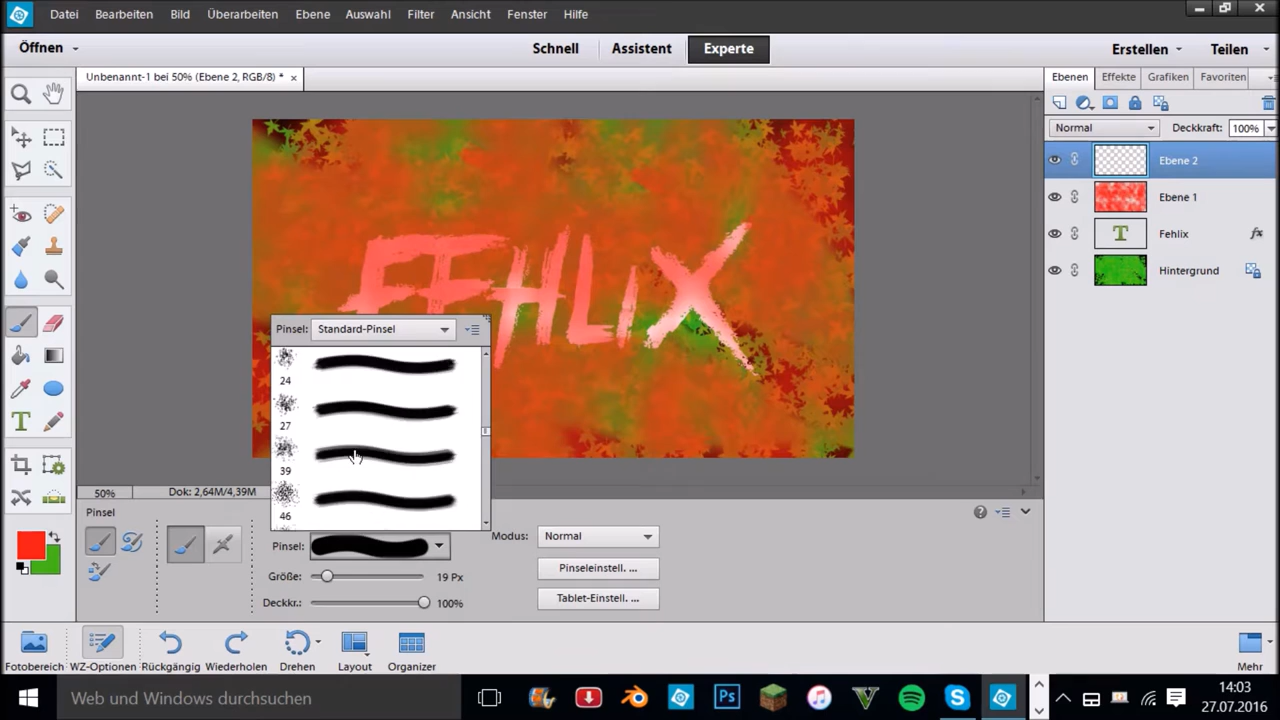 Datei Bearbeiten Bild Überarbeiten Ebene Auswahl Filter Ansicht Fenster Hilfe
Öffnen Schnell Assistent Experte Erstellen Teilen
Unbenannt-1 bei 50% (Ebene 2, RGB/8) * ×
Ebenen Effekte Grafiken Favoriten
Normal Deckkraft: 100%
Ebene 2
Ebene 1
T Fehlix fx
Hintergrund
FEHLIX
Pinsel: Standard-Pinsel
24
27
39
46
50% Dok: 2,64M/4,39M
Pinsel
Pinsel: Modus: Normal
Pinseleinstell. ...
Größe: 19 Px
Tablet-Einstell. ...
Deckkr.: 100%
T
Fotobereich WZ-Optionen Rückgängig Wiederholen Drehen Layout Organizer Mehr
Web und Windows durchsuchen
Ps
V
14:03
27.07.2016